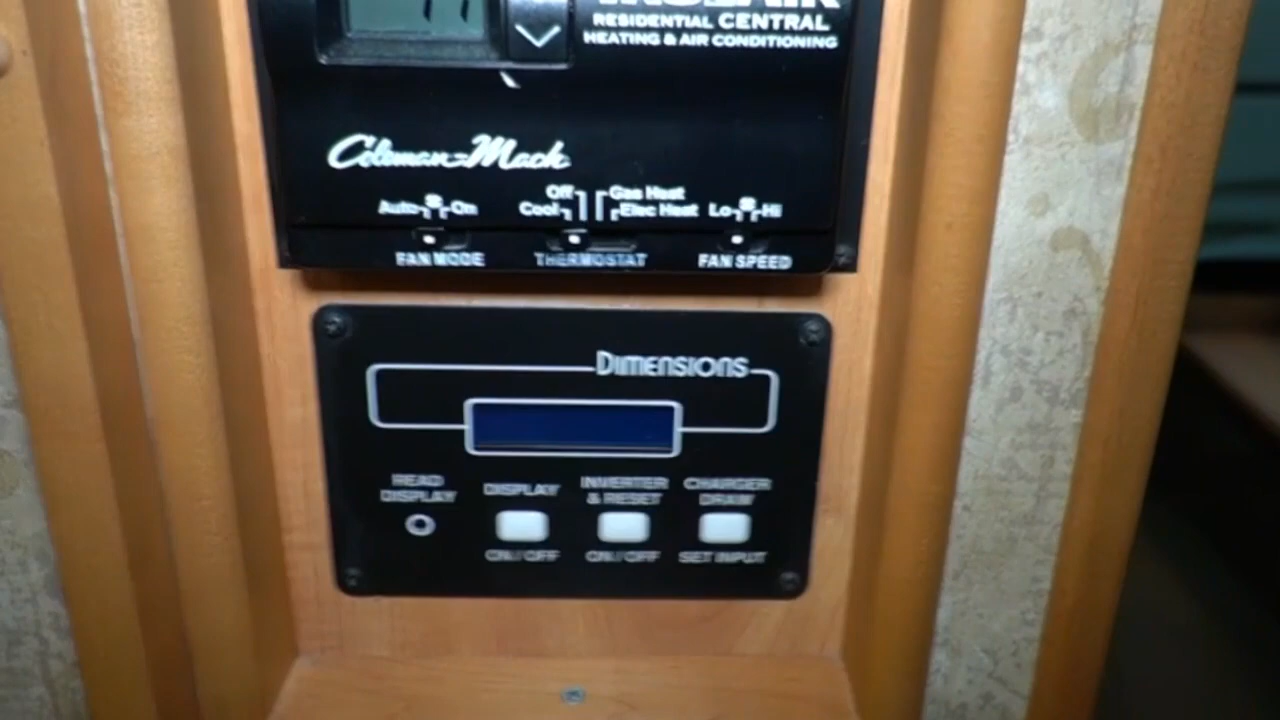 RESIDENTIAL CENTRAL
HEATING & AIR CONDITIONING
Coleman-Mach
Off Gas Heat
Auto On Cool Elec Heat Lo Hi
FAN MODE THERMOSTAT FAN SPEED
DIMENSIONS
READ DISPLAY INVERTER CHARGER
DISPLAY & RESET DRAW
ON/OFF ON/OFF SET INPUT